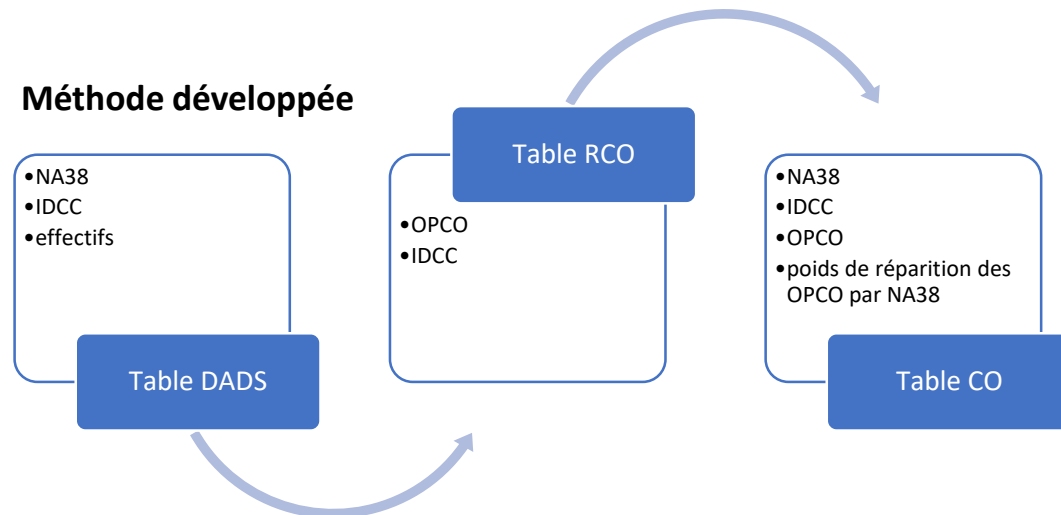 Méthode développée
•NA38
•IDCC
•effectifs
Table DADS
Table RCO
•OPCO
•IDCC
•NA38
•IDCC
•OPCO
•poids de réparition des
OPCO par NA38
Table CO